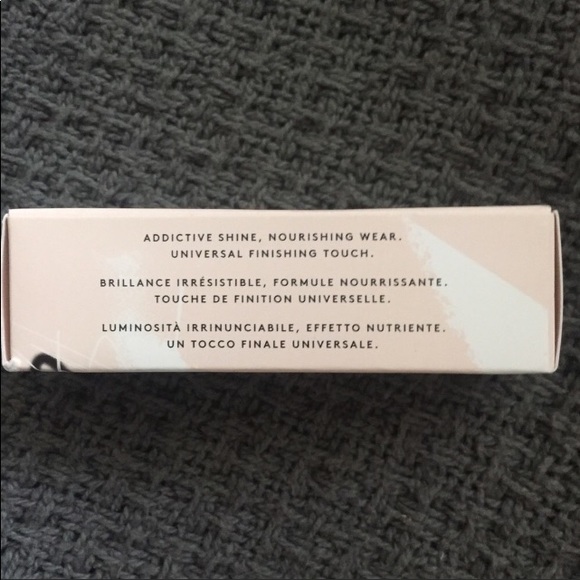 ADDICTIVE SHINE, NOURISHING WEAR.
UNIVERSAL FINISHING TOUCH.
BRILLANCE IRRÉSISTIBLE, FORMULE NOURRISSANTE.
TOUCHE DE FINITION UNIVERSELLE.
LUMINOSITÀ IRRINUNCIABILE, EFFETTO NUTRIENTE.
UN TOCCO FINALE UNIVERSALE.